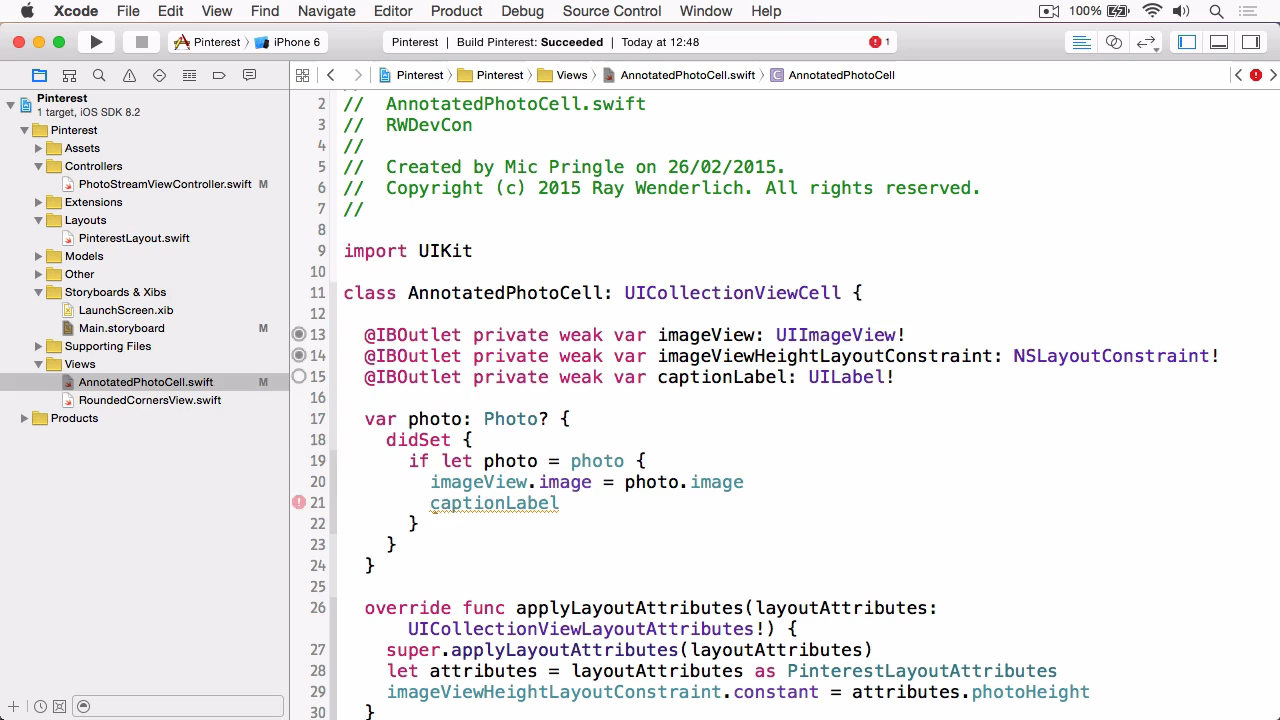 Xcode File Edit View Find Navigate Editor Product Debug Source Control Window Help 100%
Pinterest iPhone 6 Pinterest | Build Pinterest: Succeeded | Today at 12:48 1
Pinterest Pinterest Views AnnotatedPhotoCell.swift C AnnotatedPhotoCell
Pinterest
1 target, iOS SDK 8.2
Pinterest
Assets
Controllers
PhotoStreamViewController.swift M
Extensions
Layouts
PinterestLayout.swift
Models
Other
Storyboards & Xibs
LaunchScreen.xib
Main.storyboard M
Supporting Files
Views
AnnotatedPhotoCell.swift M
RoundedCornersView.swift
Products
2 // AnnotatedPhotoCell.swift
3 // RWDevCon
4 //
5 // Created by Mic Pringle on 26/02/2015.
6 // Copyright (c) 2015 Ray Wenderlich. All rights reserved.
7 //
8
9 import UIKit
10
11 class AnnotatedPhotoCell: UICollectionViewCell {
12
13 @IBOutlet private weak var imageView: UIImageView!
14 @IBOutlet private weak var imageViewHeightLayoutConstraint: NSLayoutConstraint!
15 @IBOutlet private weak var captionLabel: UILabel!
16
17 var photo: Photo? {
18 didSet {
19 if let photo = photo {
20 imageView.image = photo.image
21 captionLabel
22 }
23 }
24 }
25
26 override func applyLayoutAttributes(layoutAttributes:
UICollectionViewLayoutAttributes!) {
27 super.applyLayoutAttributes(layoutAttributes)
28 let attributes = layoutAttributes as PinterestLayoutAttributes
29 imageViewHeightLayoutConstraint.constant = attributes.photoHeight
30 }